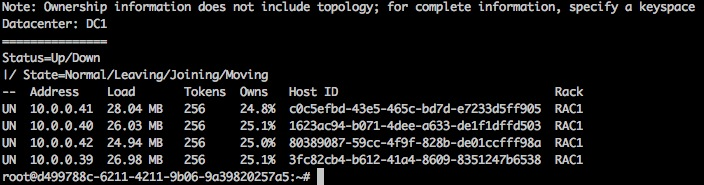 Note: Ownership information does not include topology; for complete information, specify a keyspace
Datacenter: DC1
===============
Status=Up/Down
|/ State=Normal/Leaving/Joining/Moving
--  Address    Load      Tokens  Owns   Host ID                               Rack
UN  10.0.0.41  28.04 MB  256     24.8%  c0c5efbd-43e5-465c-bd7d-e7233d5ff905  RAC1
UN  10.0.0.40  26.03 MB  256     25.1%  1623ac94-b071-4dee-a633-de1f1dffd503  RAC1
UN  10.0.0.42  24.94 MB  256     25.0%  80389087-59cc-4f9f-828b-de01ccfff98a  RAC1
UN  10.0.0.39  26.98 MB  256     25.1%  3fc82cb4-b612-41a4-8609-8351247b6538  RAC1
root@d499788c-6211-4211-9b06-9a39820257a5:~#